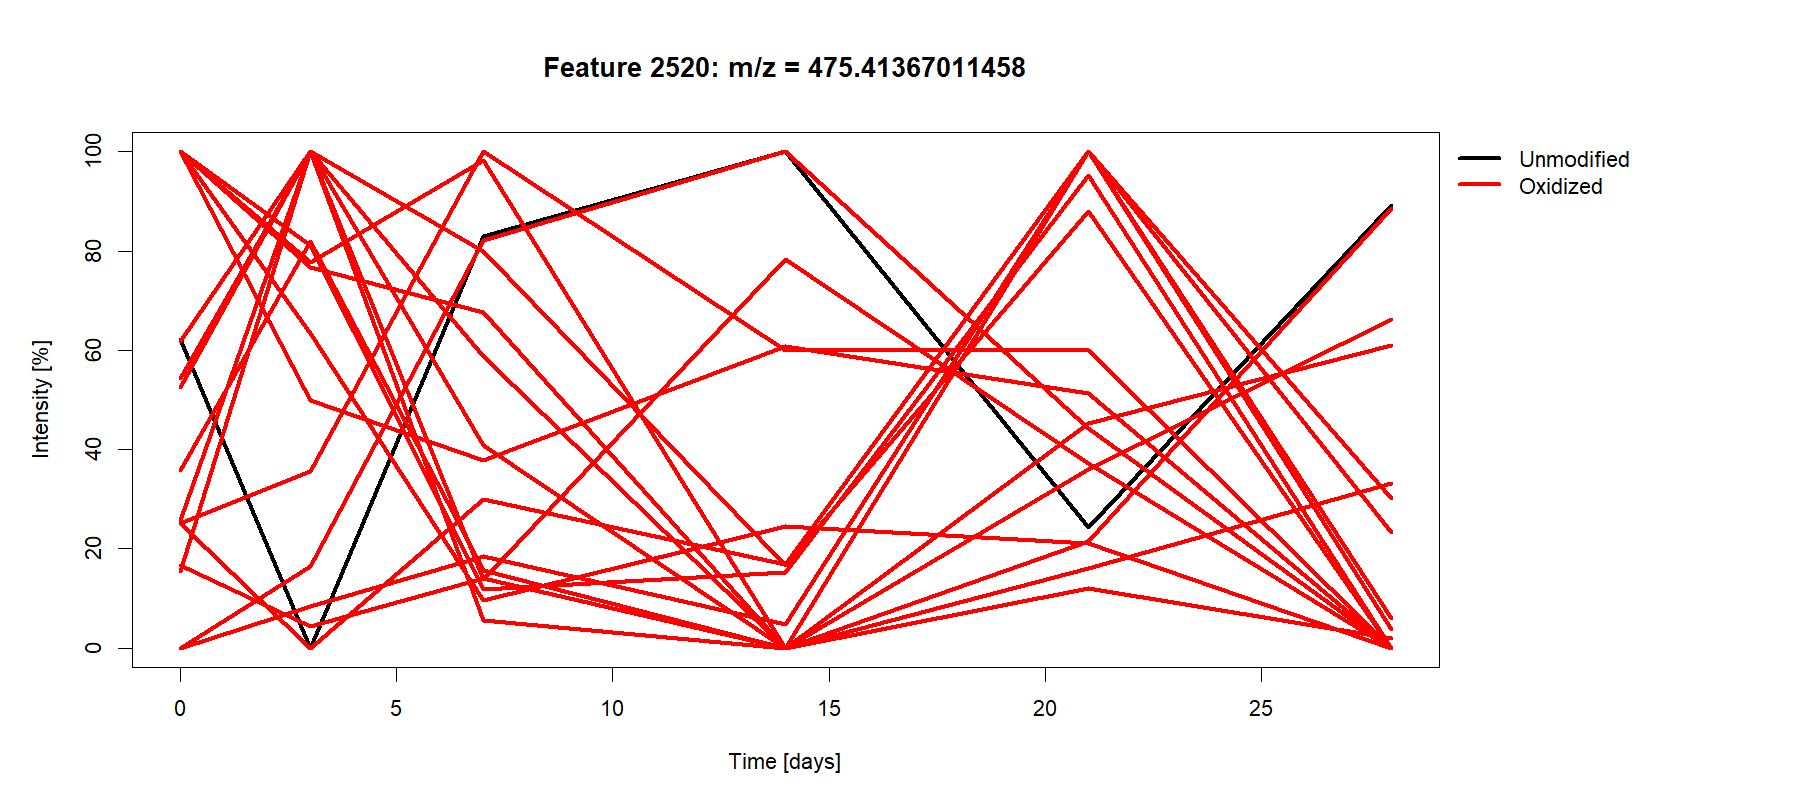 Feature 2520: m/z = 475.41367011458
Unmodified
Oxidized
Intensity [%]
100
80
60
40
20
0
0 5 10 15 20 25
Time [days]